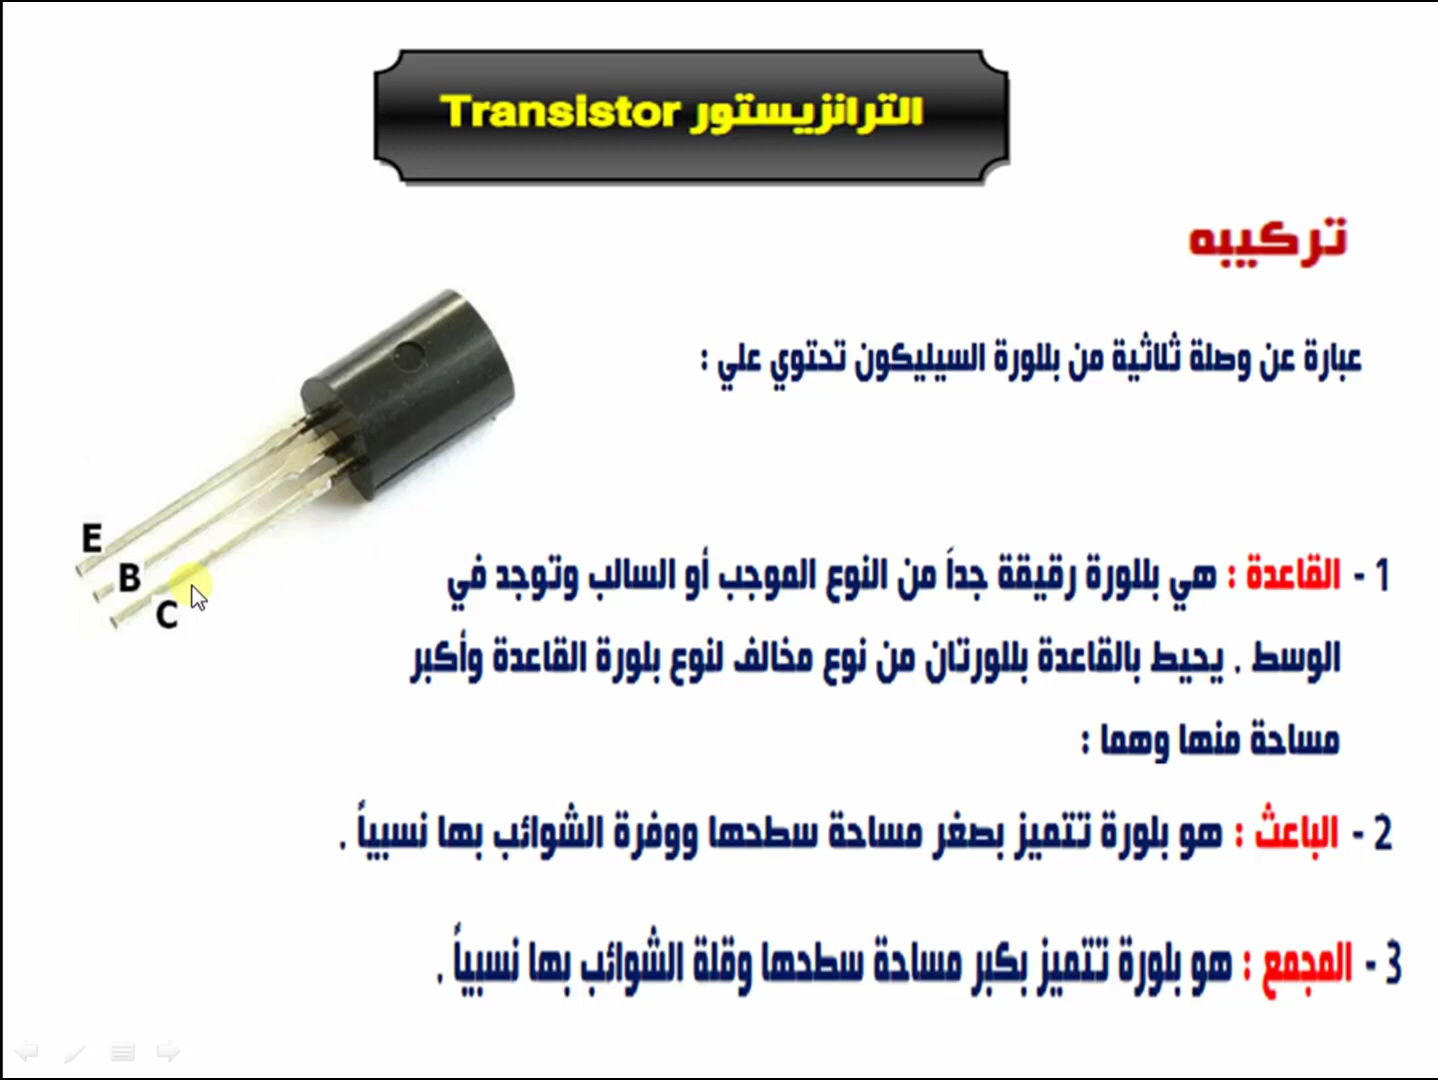 الترانزيستور Transistor
تركيبه
عبارة عن وصلة ثلاثية من بللورة السيليكون تحتوي علي :
E
B
C
1 - القاعدة : هي بللورة رقيقة جداً من النوع الموجب أو السالب وتوجد في
الوسط . يحيط بالقاعدة بللورتان من نوع مخالف لنوع بلورة القاعدة وأكبر
مساحة منها وهما :
2 - الباعث : هو بلورة تتميز بصغر مساحة سطحها ووفرة الشوائب بها نسبياً .
3 - المجمع : هو بلورة تتميز بكبر مساحة سطحها وقلة الشوائب بها نسبياً .